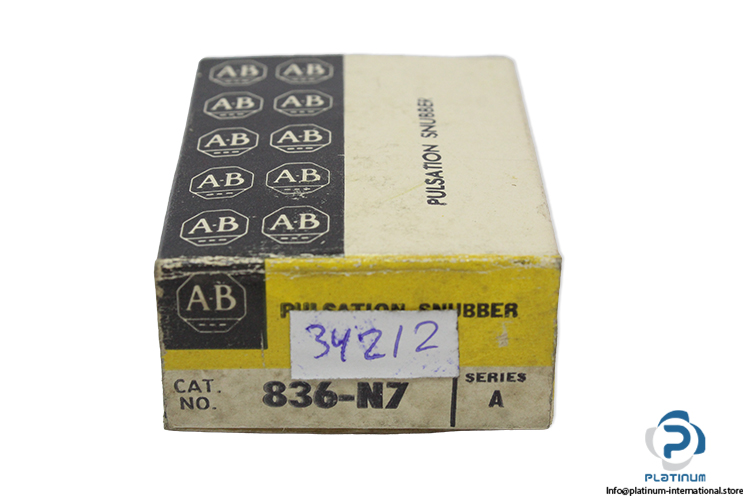 A-B A-B
A-B A-B
A-B A-B
A-B A-B
A-B A-B
PULSATION SNUBBER
A-B
PULSATION SNUBBER
34212
CAT. NO.
836-N7
SERIES
A
PLATINUM
Info@platinum-international.store